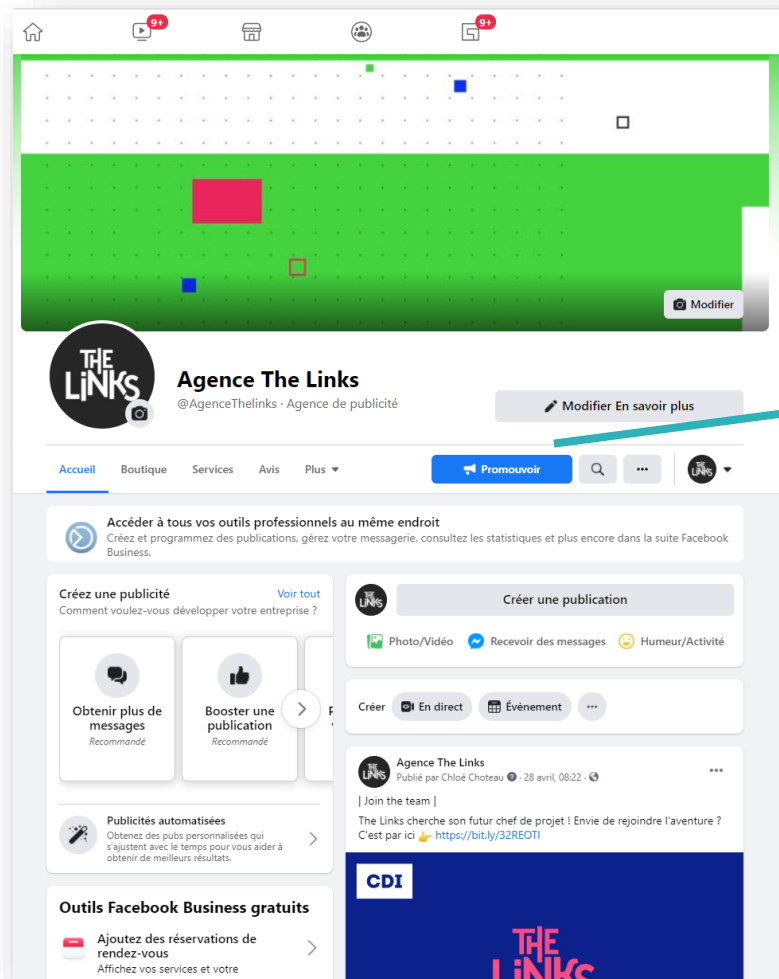 9+
9+
Modifier
THE
LiNKS
Agence The Links
@AgenceThelinks · Agence de publicité
Modifier En savoir plus
Accueil
Boutique
Services
Avis
Plus
Promouvoir
THE
LiNKS
Accéder à tous vos outils professionnels au même endroit
Créez et programmez des publications, gérez votre messagerie, consultez les statistiques et plus encore dans la suite Facebook
Business.
Créez une publicité
Voir tout
Comment voulez-vous développer votre entreprise ?
Obtenir plus de
messages
Recommandé
Booster une
publication
Recommandé
Publicités automatisées
Obtenez des pubs personnalisées qui
s'ajustent avec le temps pour vous aider à
obtenir de meilleurs résultats.
Outils Facebook Business gratuits
Ajoutez des réservations de
rendez-vous
Affichez vos services et votre
THE
LiNKS
Créer une publication
Photo/Vidéo
Recevoir des messages
Humeur/Activité
Créer
En direct
Évènement
THE
LiNKS
Agence The Links
Publié par Chloé Choteau · 28 avril, 08:22 ·
| Join the team |
The Links cherche son futur chef de projet ! Envie de rejoindre l'aventure ?
C'est par ici 👉 https://bit.ly/32REOTI
CDI
THE
LiNKS